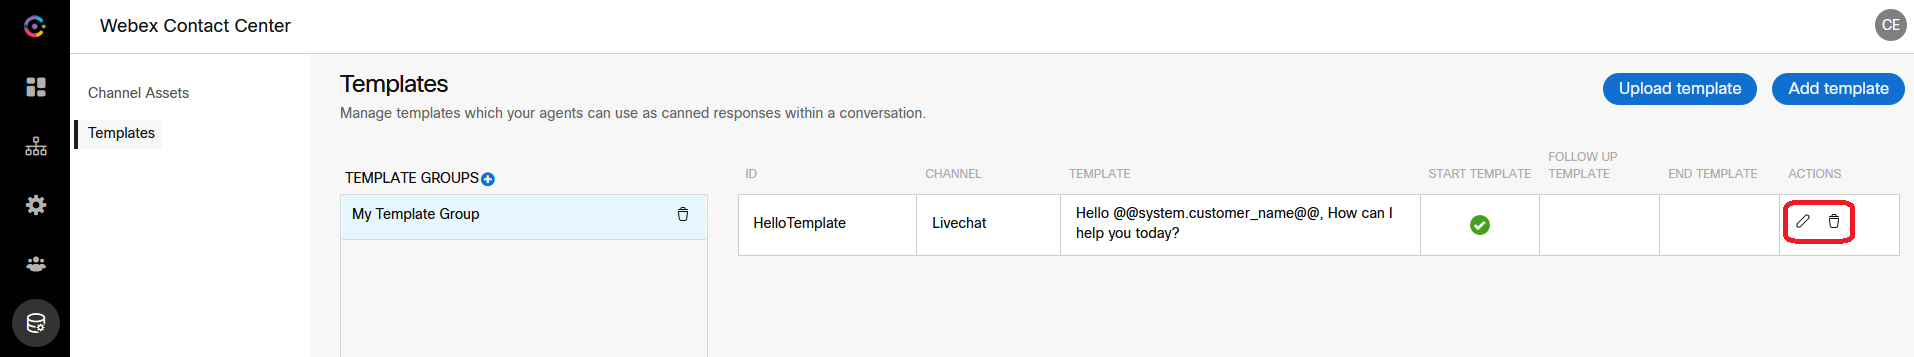 Webex Contact Center
CE
Channel Assets
Templates
Templates
Manage templates which your agents can use as canned responses within a conversation.
Upload template
Add template
TEMPLATE GROUPS
My Template Group
ID
CHANNEL
TEMPLATE
START TEMPLATE
FOLLOW UP
TEMPLATE
END TEMPLATE
ACTIONS
HelloTemplate
Livechat
Hello @@system.customer_name@@, How can I
help you today?